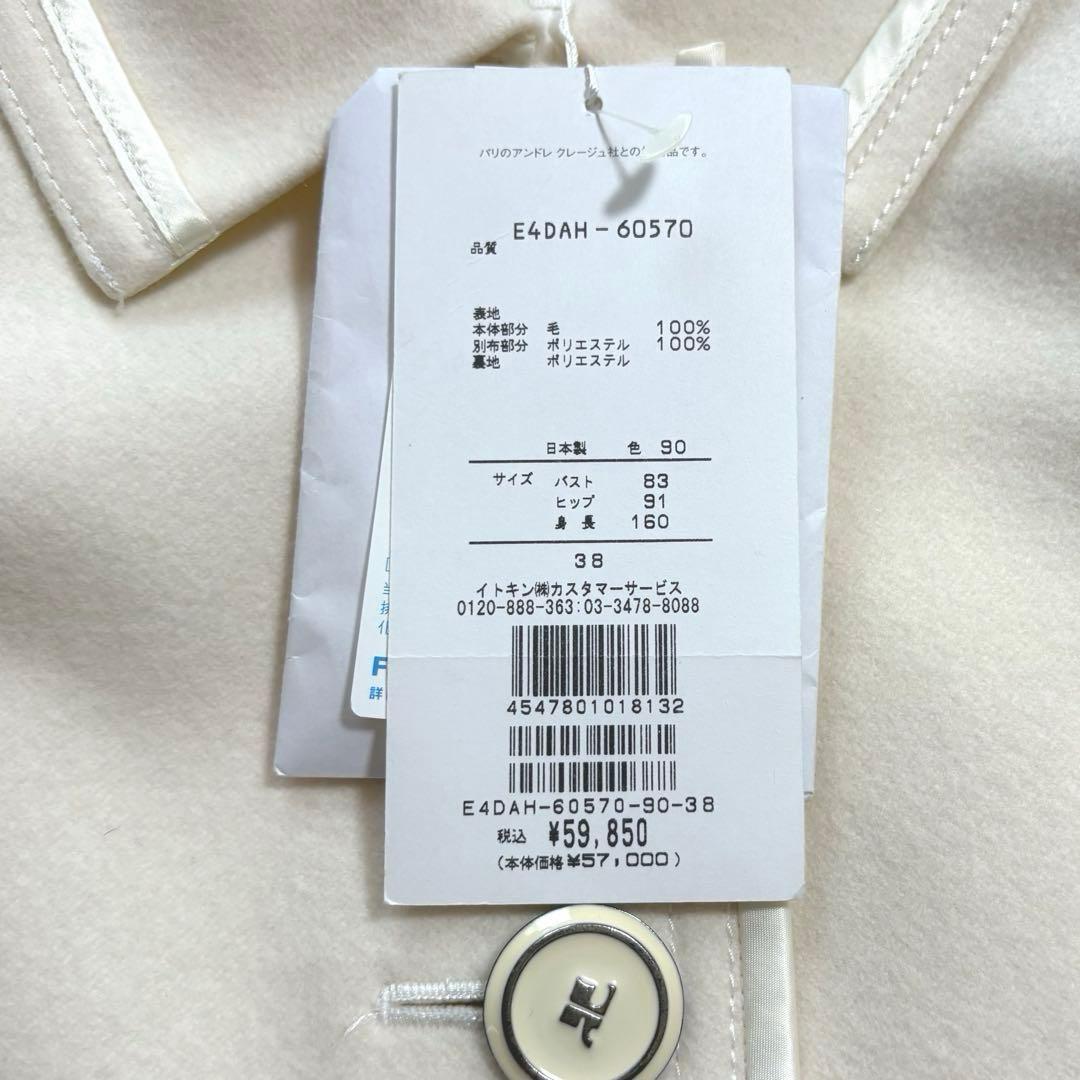 パリのアンドレ クレージュ社との 品です。
E4DAH-60570
品質
表地
本体部分 毛 100%
別布部分 ポリエステル 100%
裏地 ポリエステル
日本製 色 90
サイズ バスト 83
ヒップ 91
身長 160
38
イトキン㈱カスタマーサービス
0120-888-363:03-3478-8088
4547801018132
E4DAH-60570-90-38
税込 ¥59,850
(本体価格¥57,000)
当
化
詳